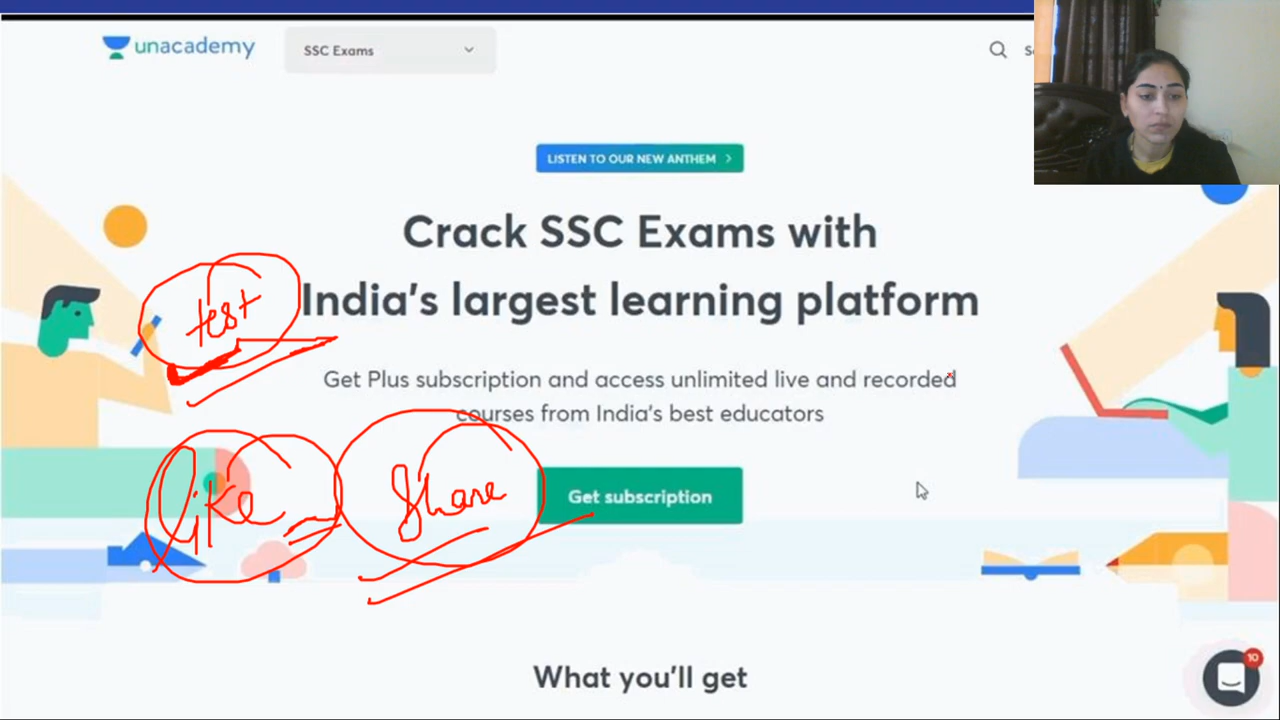 unacademy
SSC Exams
LISTEN TO OUR NEW ANTHEM
Crack SSC Exams with
India's largest learning platform
test
Get Plus subscription and access unlimited live and recorded
courses from India's best educators
like
Share
Get subscription
What you'll get
10